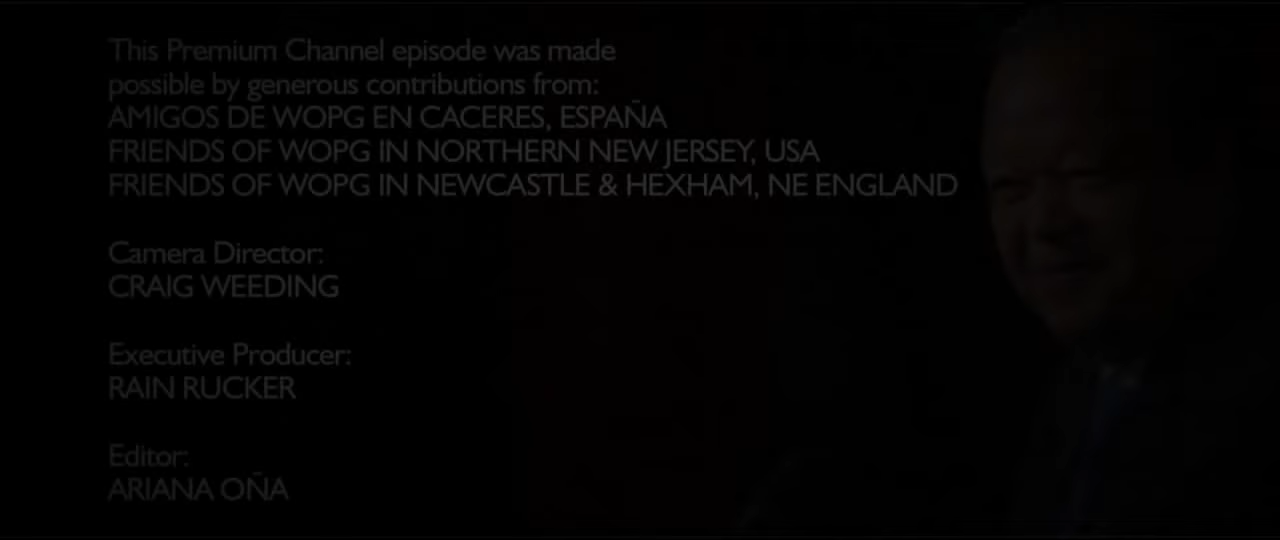 This Premium Channel episode was made
possible by generous contributions from:
AMIGOS DE WOPG EN CACERES, ESPAÑA
FRIENDS OF WOPG IN NORTHERN NEW JERSEY, USA
FRIENDS OF WOPG IN NEWCASTLE & HEXHAM, NE ENGLAND
Camera Director:
CRAIG WEEDING
Executive Producer:
RAIN RUCKER
Editor:
ARIANA OÑA